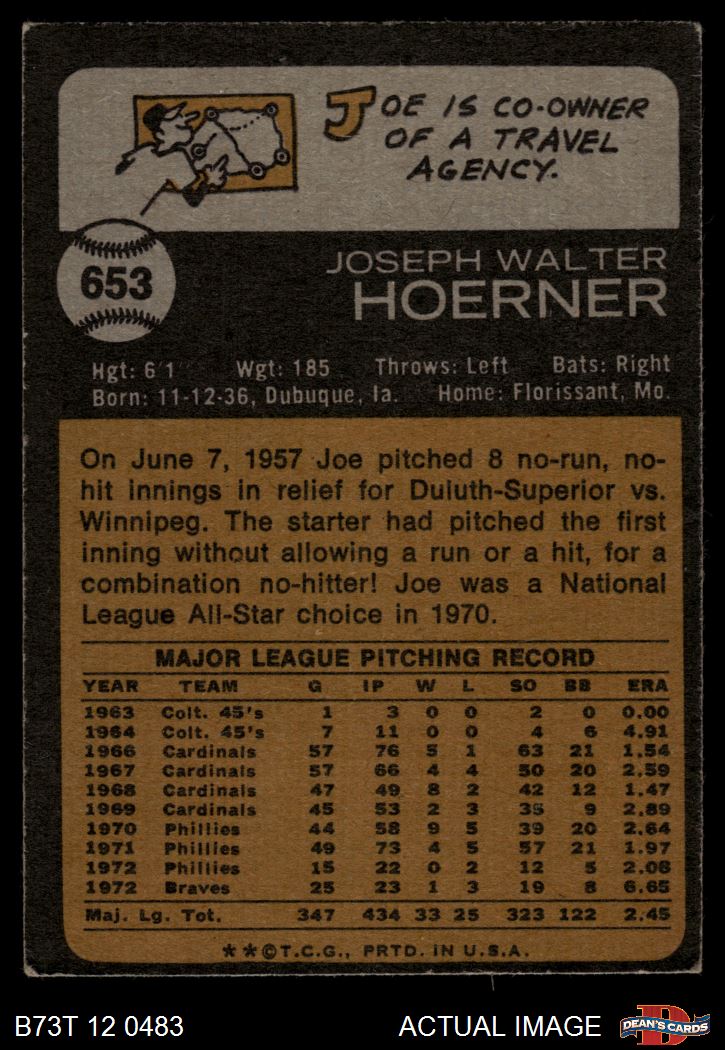 JOE IS CO-OWNER
OF A TRAVEL
AGENCY.
653
JOSEPH WALTER
HOERNER
Hgt: 6'1" Wgt: 185 Throws: Left Bats: Right
Born: 11-12-36, Dubuque, Ia. Home: Florissant, Mo.
On June 7, 1957 Joe pitched 8 no-run, no-
hit innings in relief for Duluth-Superior vs.
Winnipeg. The starter had pitched the first
inning without allowing a run or a hit, for a
combination no-hitter! Joe was a National
League All-Star choice in 1970.
MAJOR LEAGUE PITCHING RECORD
YEAR TEAM G IP W L SO BB ERA
1963 Colt. 45's 1 3 0 0 2 0 0.00
1964 Colt. 45's 7 11 0 0 4 6 4.91
1966 Cardinals 57 76 5 1 63 21 1.54
1967 Cardinals 57 66 4 4 50 20 2.59
1968 Cardinals 47 49 8 2 42 12 1.47
1969 Cardinals 45 53 2 3 35 9 2.89
1970 Phillies 44 58 9 5 39 20 2.64
1971 Phillies 49 73 4 5 57 21 1.97
1972 Phillies 15 22 0 2 12 5 2.08
1972 Braves 25 23 1 3 19 8 6.65
Maj. Lg. Tot. 347 434 33 25 323 122 2.45
**©T.C.G., PRTD. IN U.S.A.
B73T 12 0483 ACTUAL IMAGE
D
DEAN'S CARDS